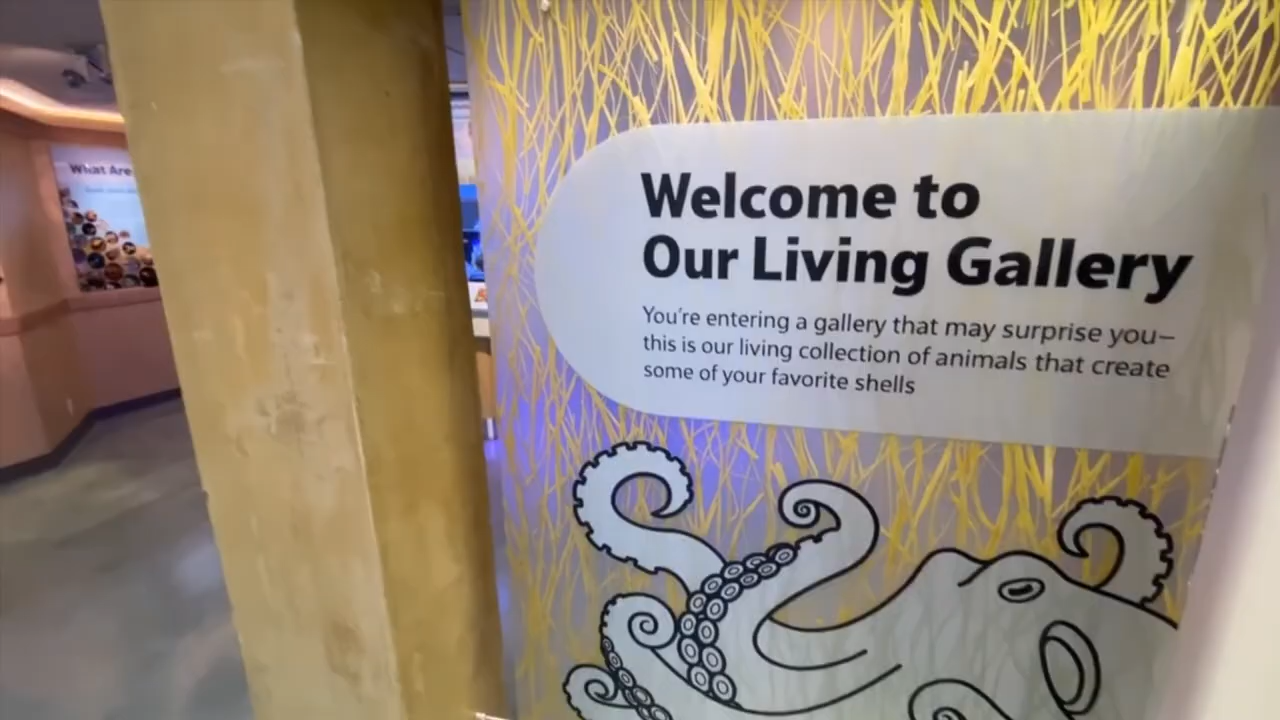 What Are
Welcome to
Our Living Gallery
You're entering a gallery that may surprise you—
this is our living collection of animals that create
some of your favorite shells